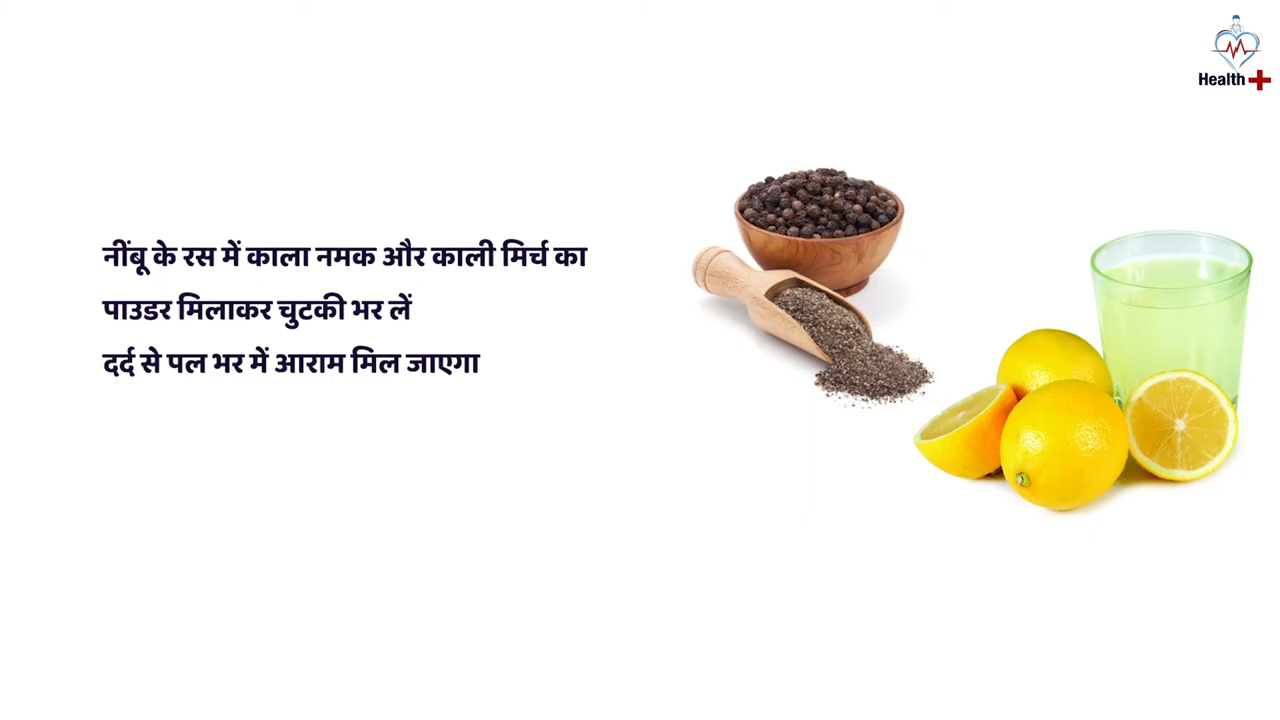 Health
नींबू के रस में काला नमक और काली मिर्च का
पाउडर मिलाकर चुटकी भर लें
दर्द से पल भर में आराम मिल जाएगा